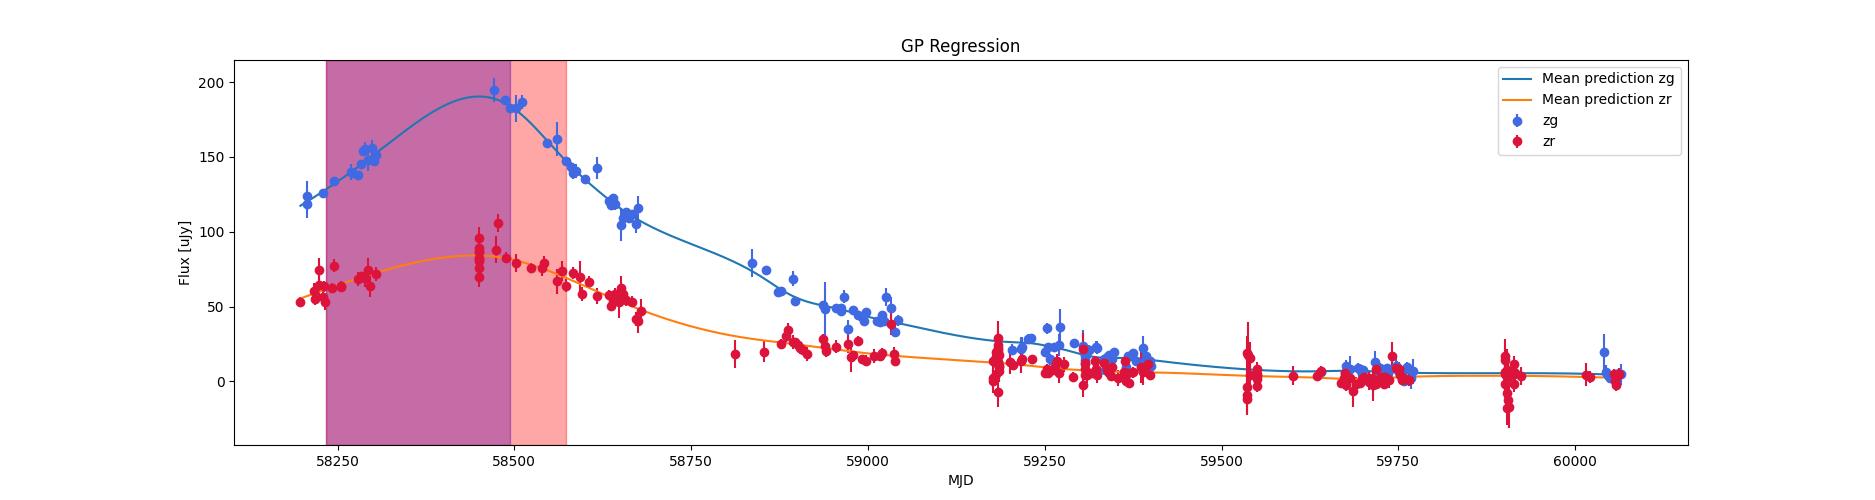 GP Regression
Flux [uJy]
200
150
100
50
0
58250
58500
58750
59000
59250
59500
59750
60000
MJD
Mean prediction zg
Mean prediction zr
zg
zr